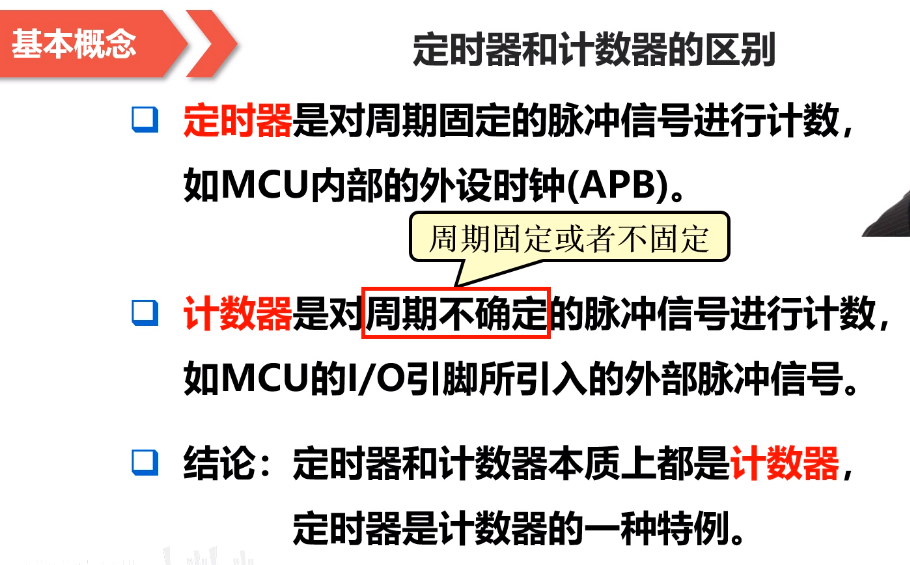 基本概念
定时器和计数器的区别
定时器是对周期固定的脉冲信号进行计数，
如MCU内部的外设时钟(APB)。
周期固定或者不固定
计数器是对周期不确定的脉冲信号进行计数，
如MCU的I/O引脚所引入的外部脉冲信号。
结论：定时器和计数器本质上都是计数器，
定时器是计数器的一种特例。